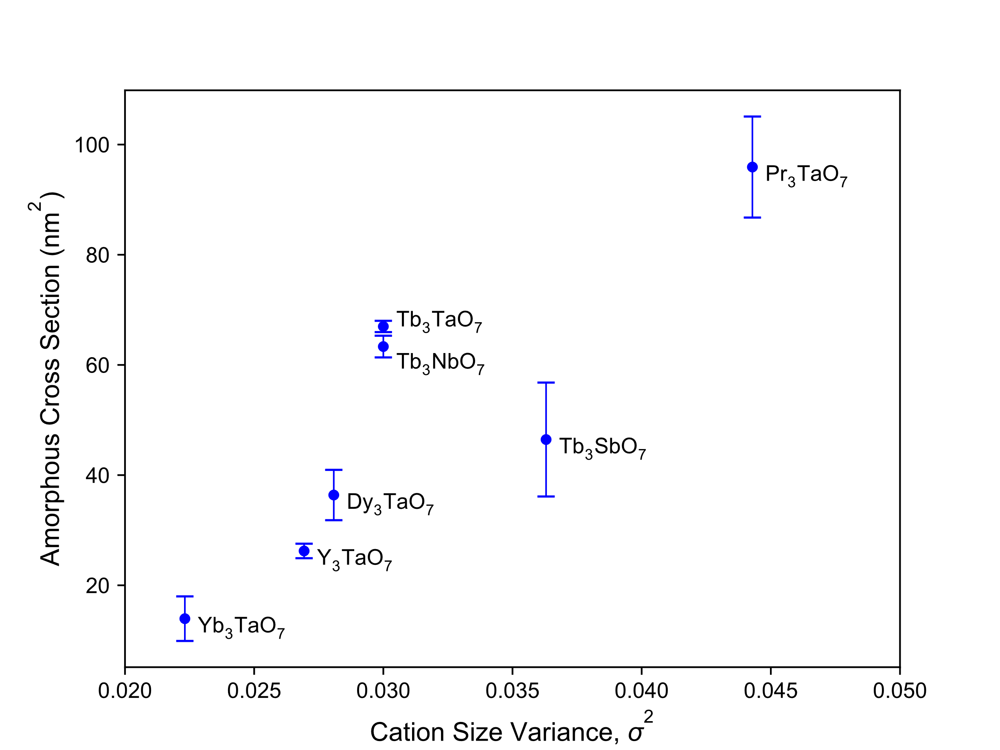 100
80
60
40
20
Amorphous Cross Section (nm²)
Pr₃TaO₇
Tb₃TaO₇
Tb₃NbO₇
Tb₃SbO₇
Dy₃TaO₇
Y₃TaO₇
Yb₃TaO₇
0.020 0.025 0.030 0.035 0.040 0.045 0.050
Cation Size Variance, σ²